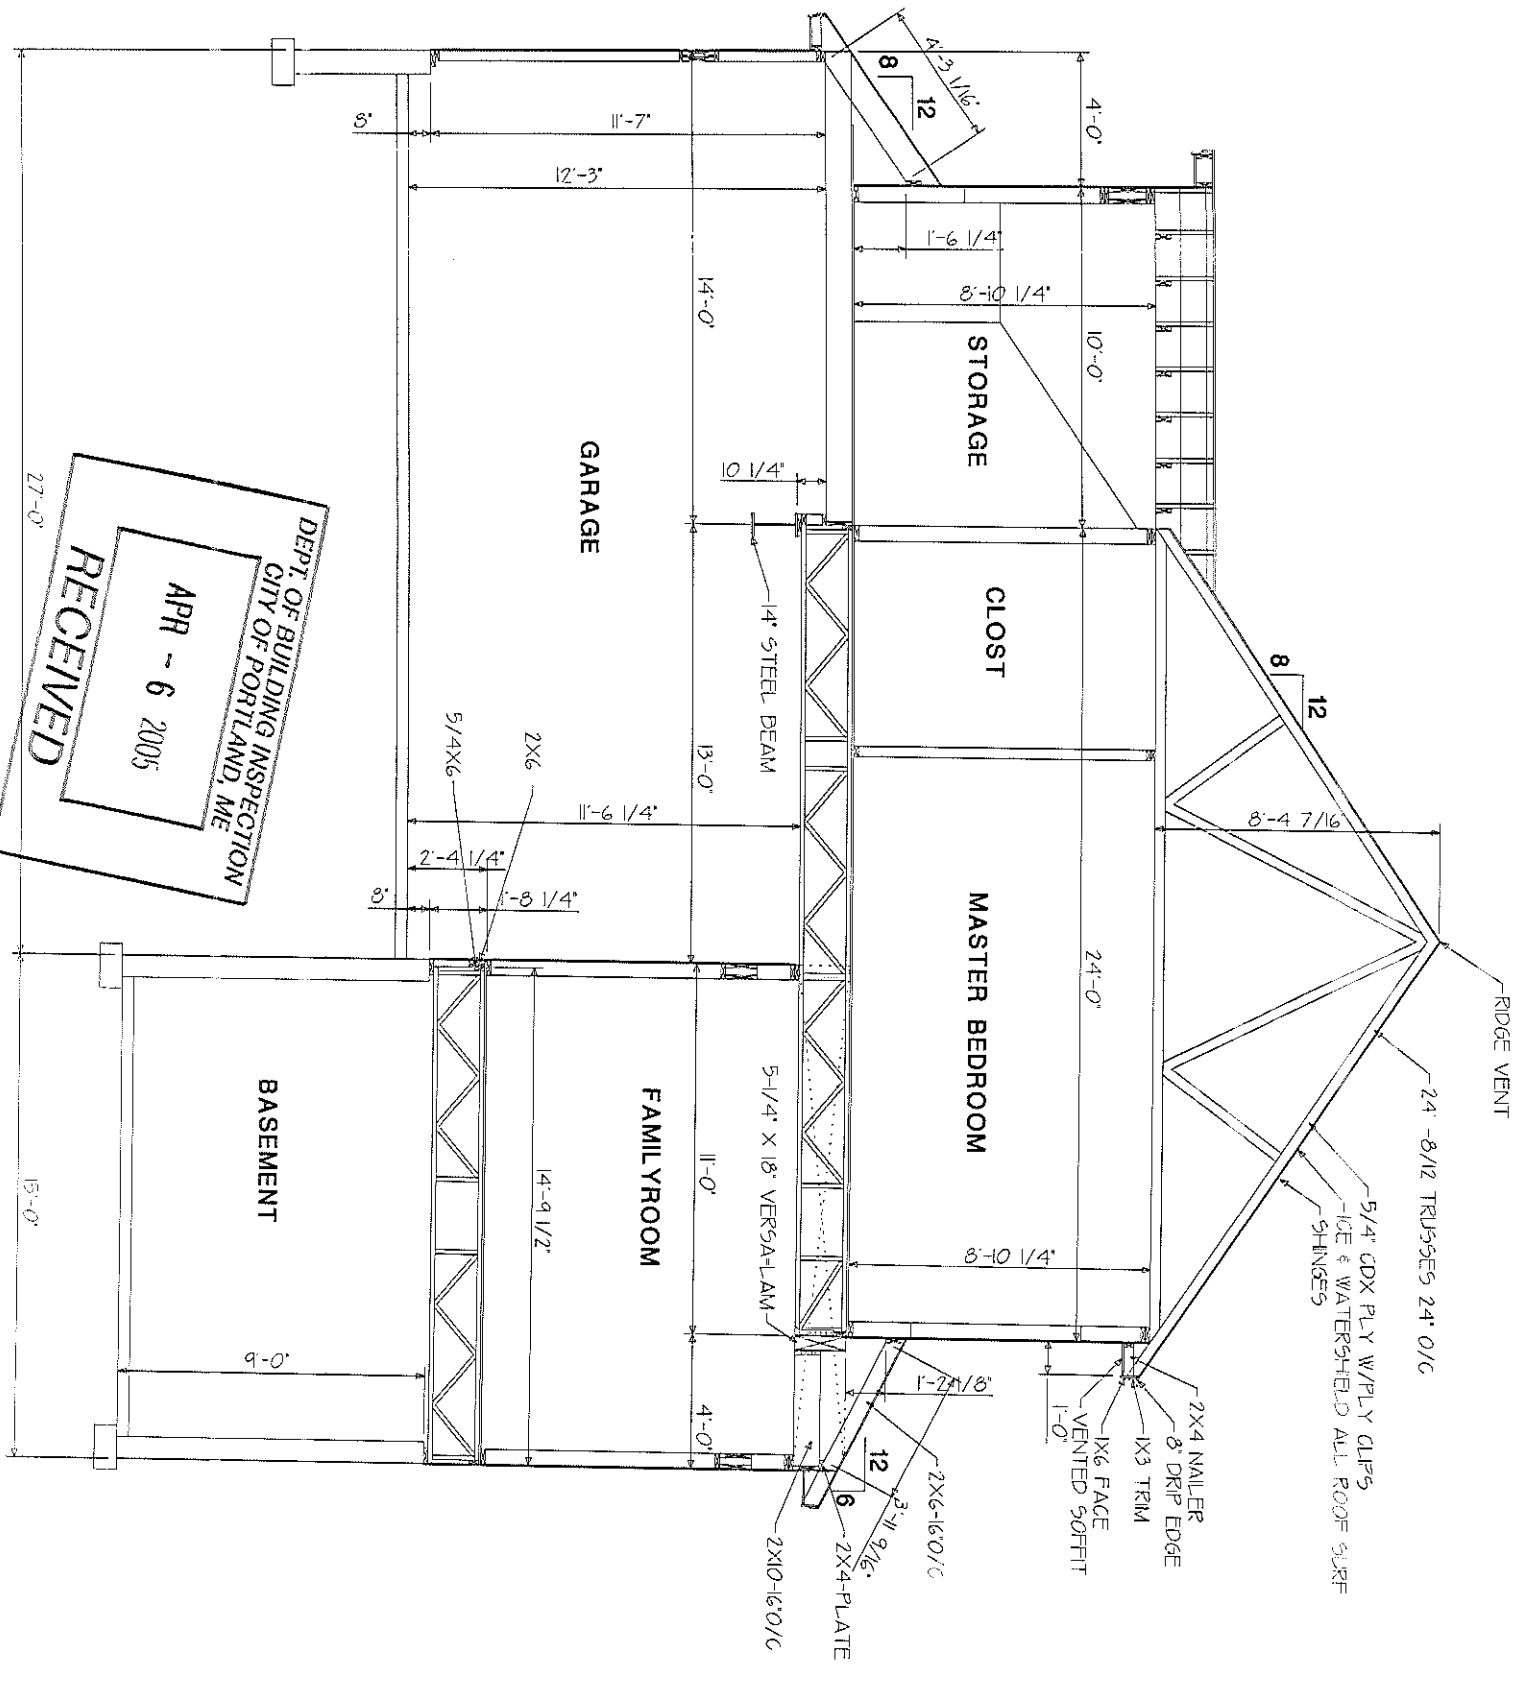 RIDGE VENT
24' -8/12 TRUSSES 24" O/C
5/4" CDX PLY W/PLY CLIPS
ICE & WATERSHIELD ALL ROOF SURF
SHINGES
2X4 NAILER
8" DRIP EDGE
1X3 TRIM
1X6 FACE
VENTED SOFFIT
1'-0"
8'-4 7/16"
8
12
4'-0"
10'-0"
24'-0"
4'-3 1/16"
8
12
STORAGE
CLOST
MASTER BEDROOM
8'-10 1/4"
8'-10 1/4"
1'-6 1/4"
1'-2 1/8"
12
6
3'-11 9/16"
2X6-16"O/C
2X4-PLATE
2X10-16"O/C
5-1/4" X 18" VERSA-LAM
10 1/4"
14" STEEL BEAM
14'-0"
13'-0"
11'-0"
4'-0"
GARAGE
FAMILYROOM
11'-7"
12'-3"
8"
11'-6 1/4"
2'-4 1/4"
1'-8 1/4"
8"
2X6
5/4X6
14'-9 1/2"
BASEMENT
9'-0"
27'-0"
15'-0"
DEPT. OF BUILDING INSPECTION
CITY OF PORTLAND, ME
APR - 6 2005
RECEIVED